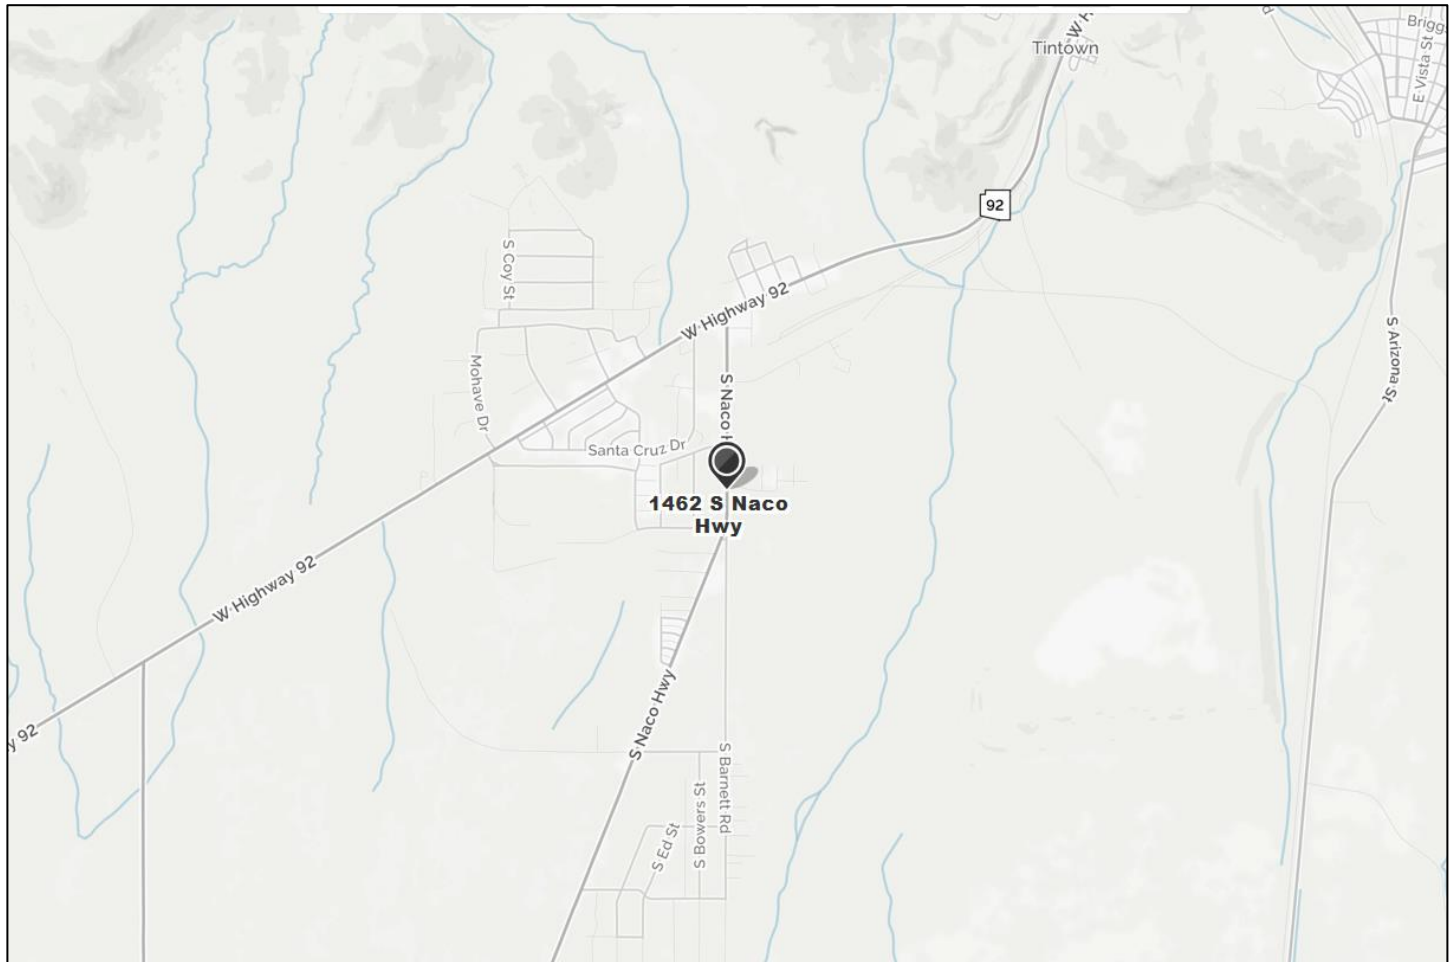 Briggs
E Vista St
Tintown
W H
92
S Coy St
W Highway 92
S Arizona St
Mohave Dr
S Naco H
Santa Cruz Dr
1462 S Naco
Hwy
W Highway 92
S Naco Hwy
y 92
S Barnett Rd
S Bowers St
S Ed St